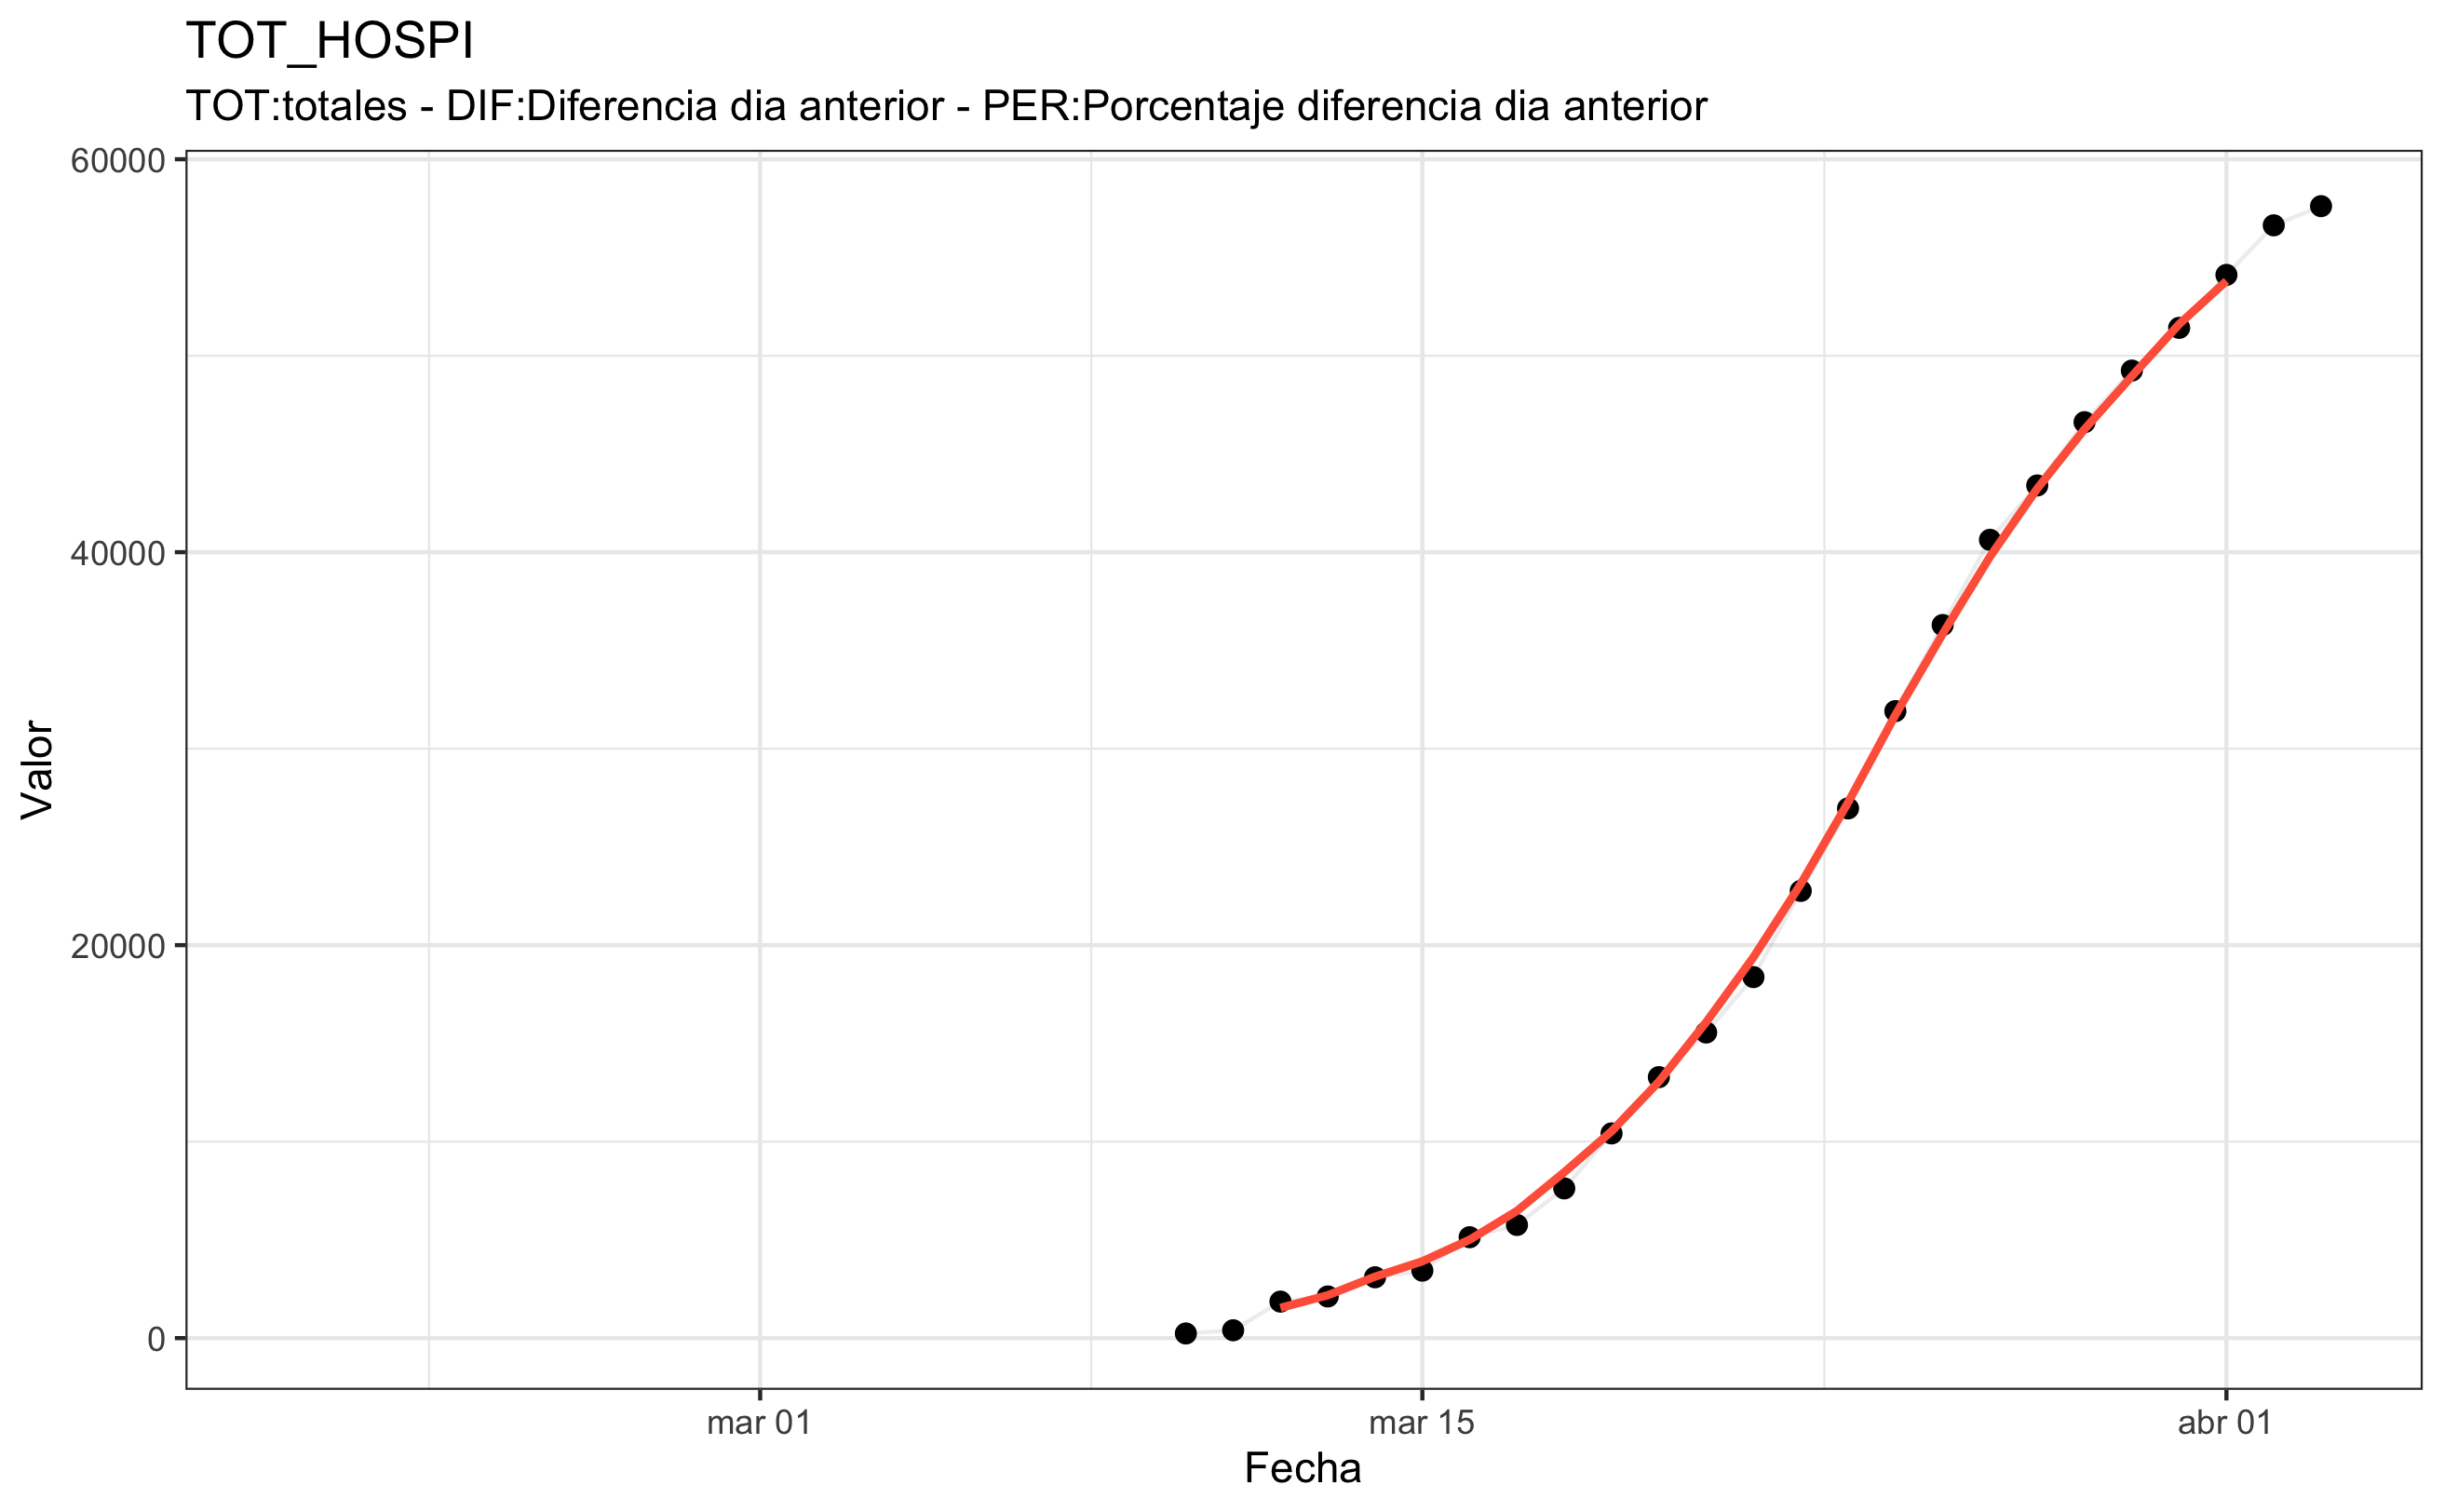 TOT_HOSPI
TOT:totales - DIF:Diferencia dia anterior - PER:Porcentaje diferencia dia anterior
60000
40000
20000
0
Valor
mar 01
mar 15
abr 01
Fecha